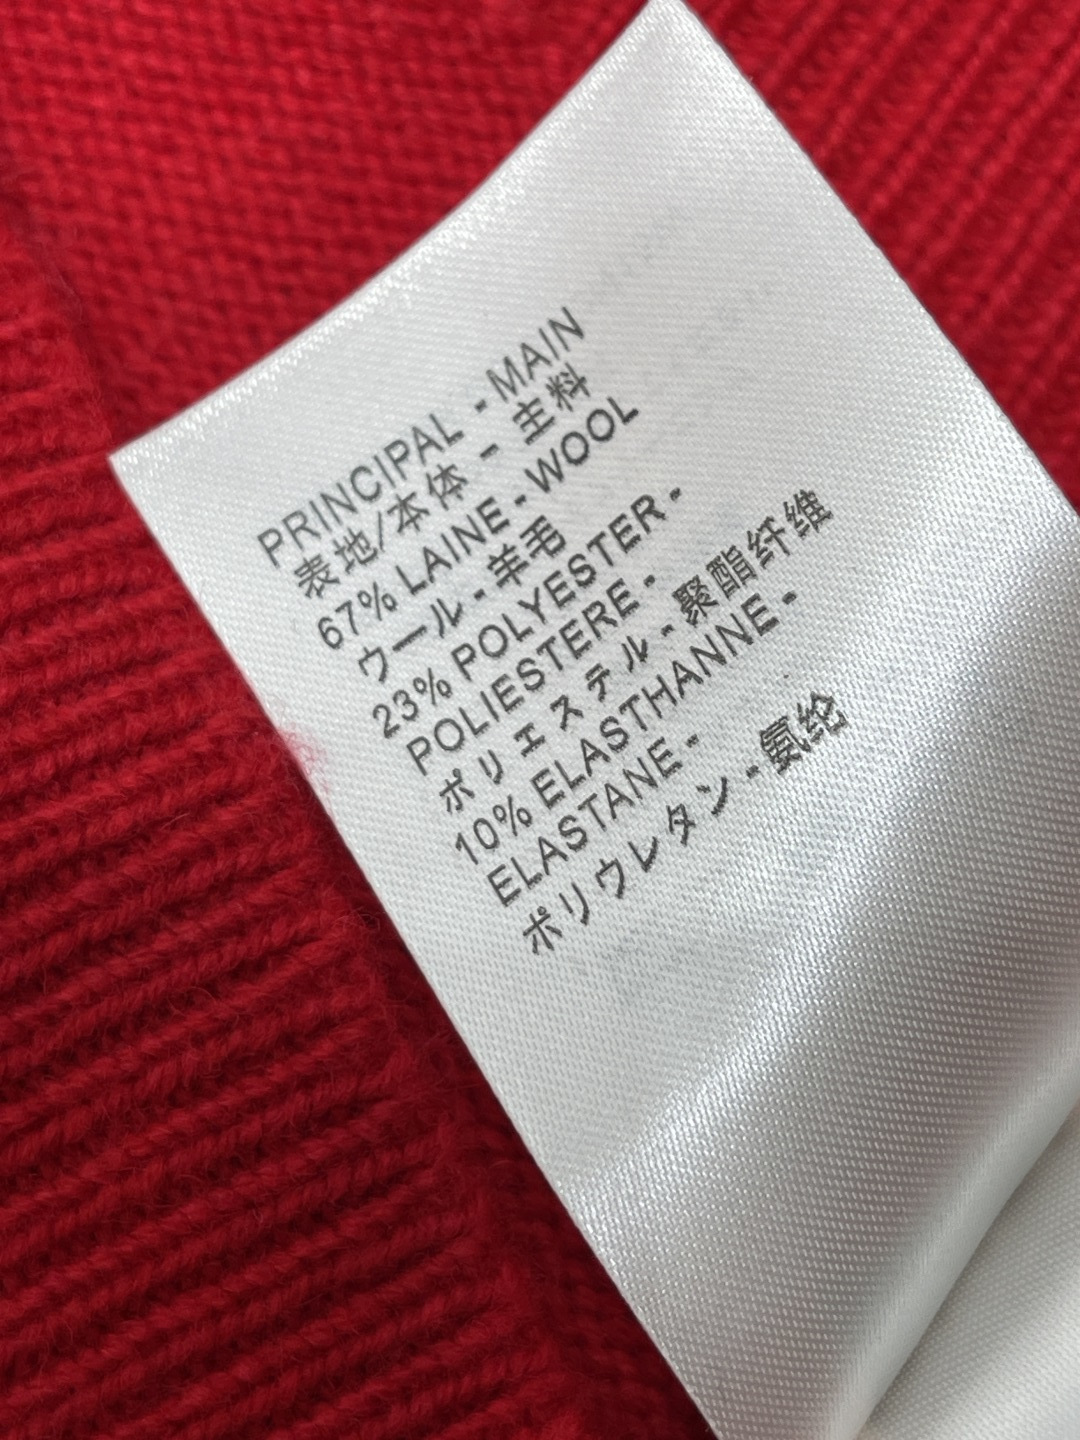 PRINCIPAL - MAIN
表地/本体 - 主料
67% LAINE - WOOL
ウール - 羊毛
23% POLYESTER -
POLIESTERE -
ポリエステル - 聚酯纤维
10% ELASTHANNE -
ELASTANE -
ポリウレタン - 氨纶